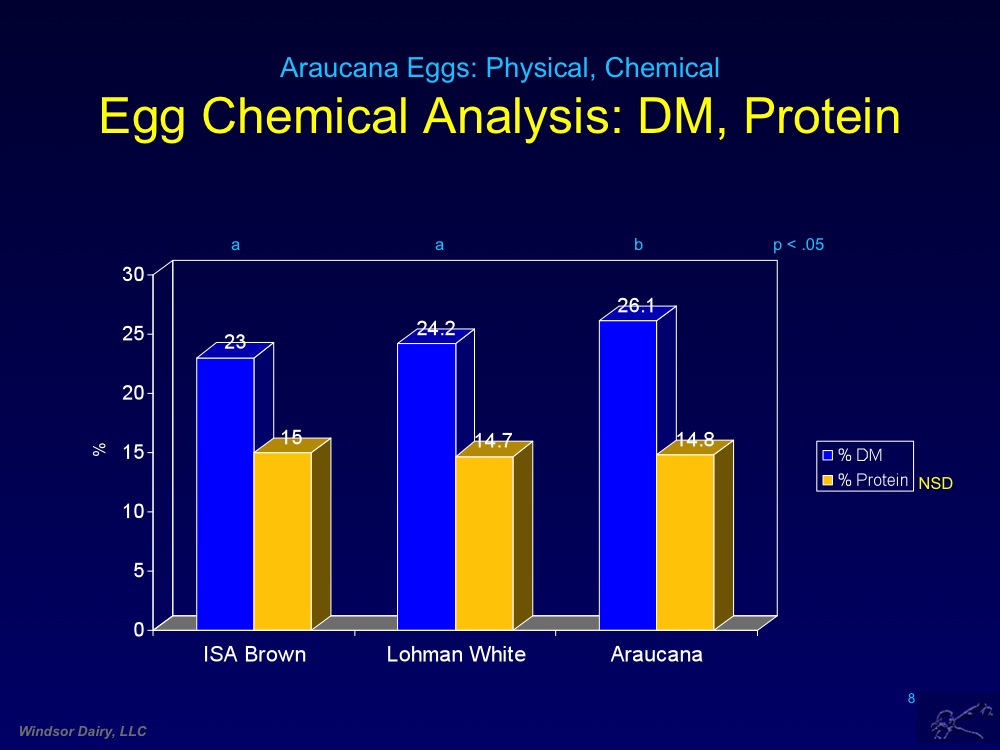 Araucana Eggs: Physical, Chemical
Egg Chemical Analysis: DM, Protein
a a b p < .05
30
25
20
15
10
5
0
%
23
15
24.2
14.7
26.1
14.8
ISA Brown Lohman White Araucana
% DM
% Protein NSD
8
Windsor Dairy, LLC